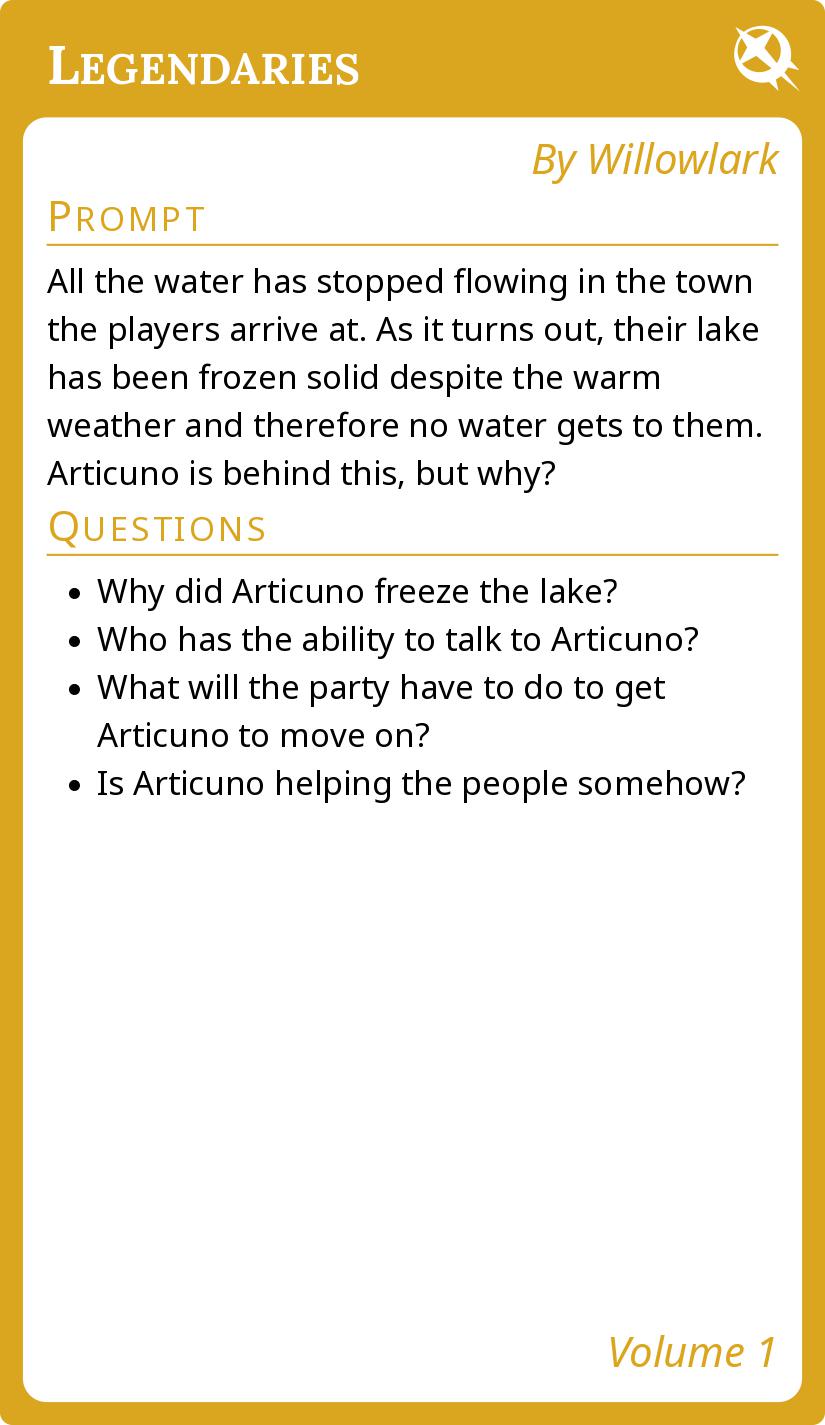 Legendaries
By Willowlark
Prompt
All the water has stopped flowing in the town
the players arrive at. As it turns out, their lake
has been frozen solid despite the warm
weather and therefore no water gets to them.
Articuno is behind this, but why?
Questions
• Why did Articuno freeze the lake?
• Who has the ability to talk to Articuno?
• What will the party have to do to get
Articuno to move on?
• Is Articuno helping the people somehow?
Volume 1